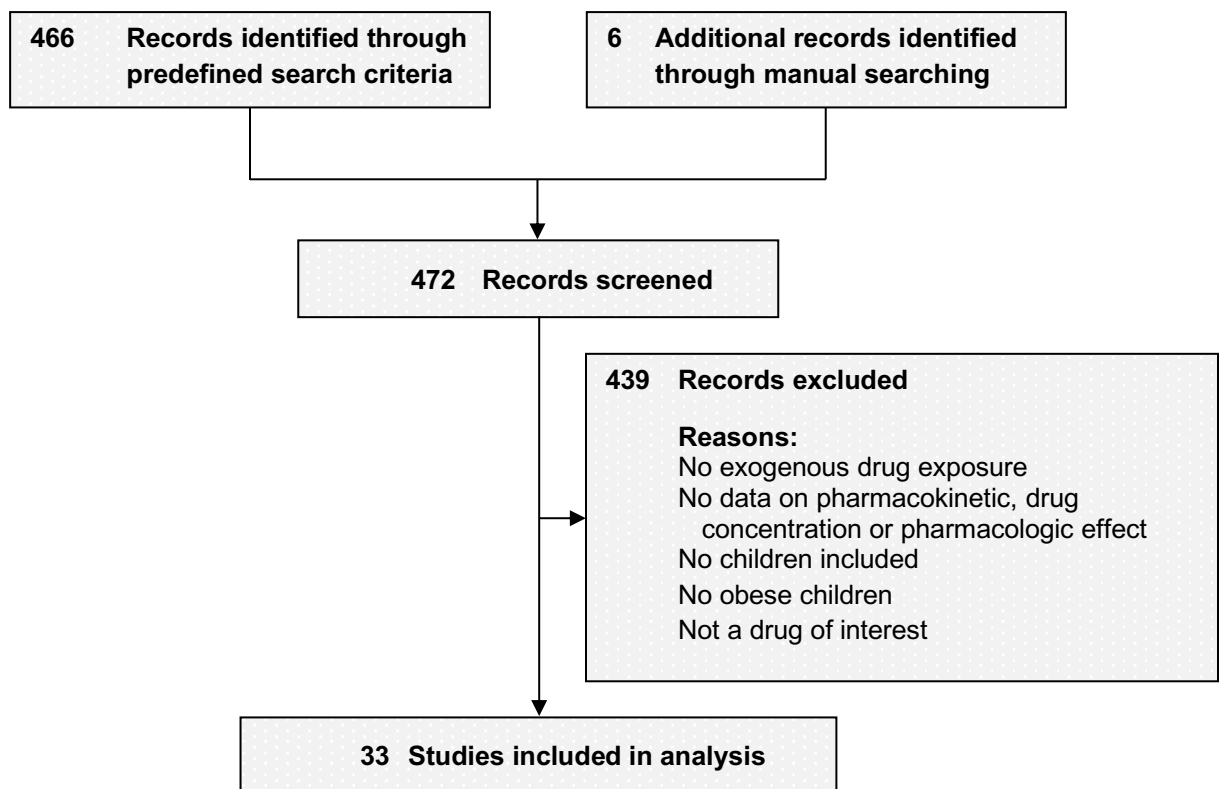 466 Records identified through
predefined search criteria
6 Additional records identified
through manual searching
472 Records screened
439 Records excluded
Reasons:
No exogenous drug exposure
No data on pharmacokinetic, drug
concentration or pharmacologic effect
No children included
No obese children
Not a drug of interest
33 Studies included in analysis